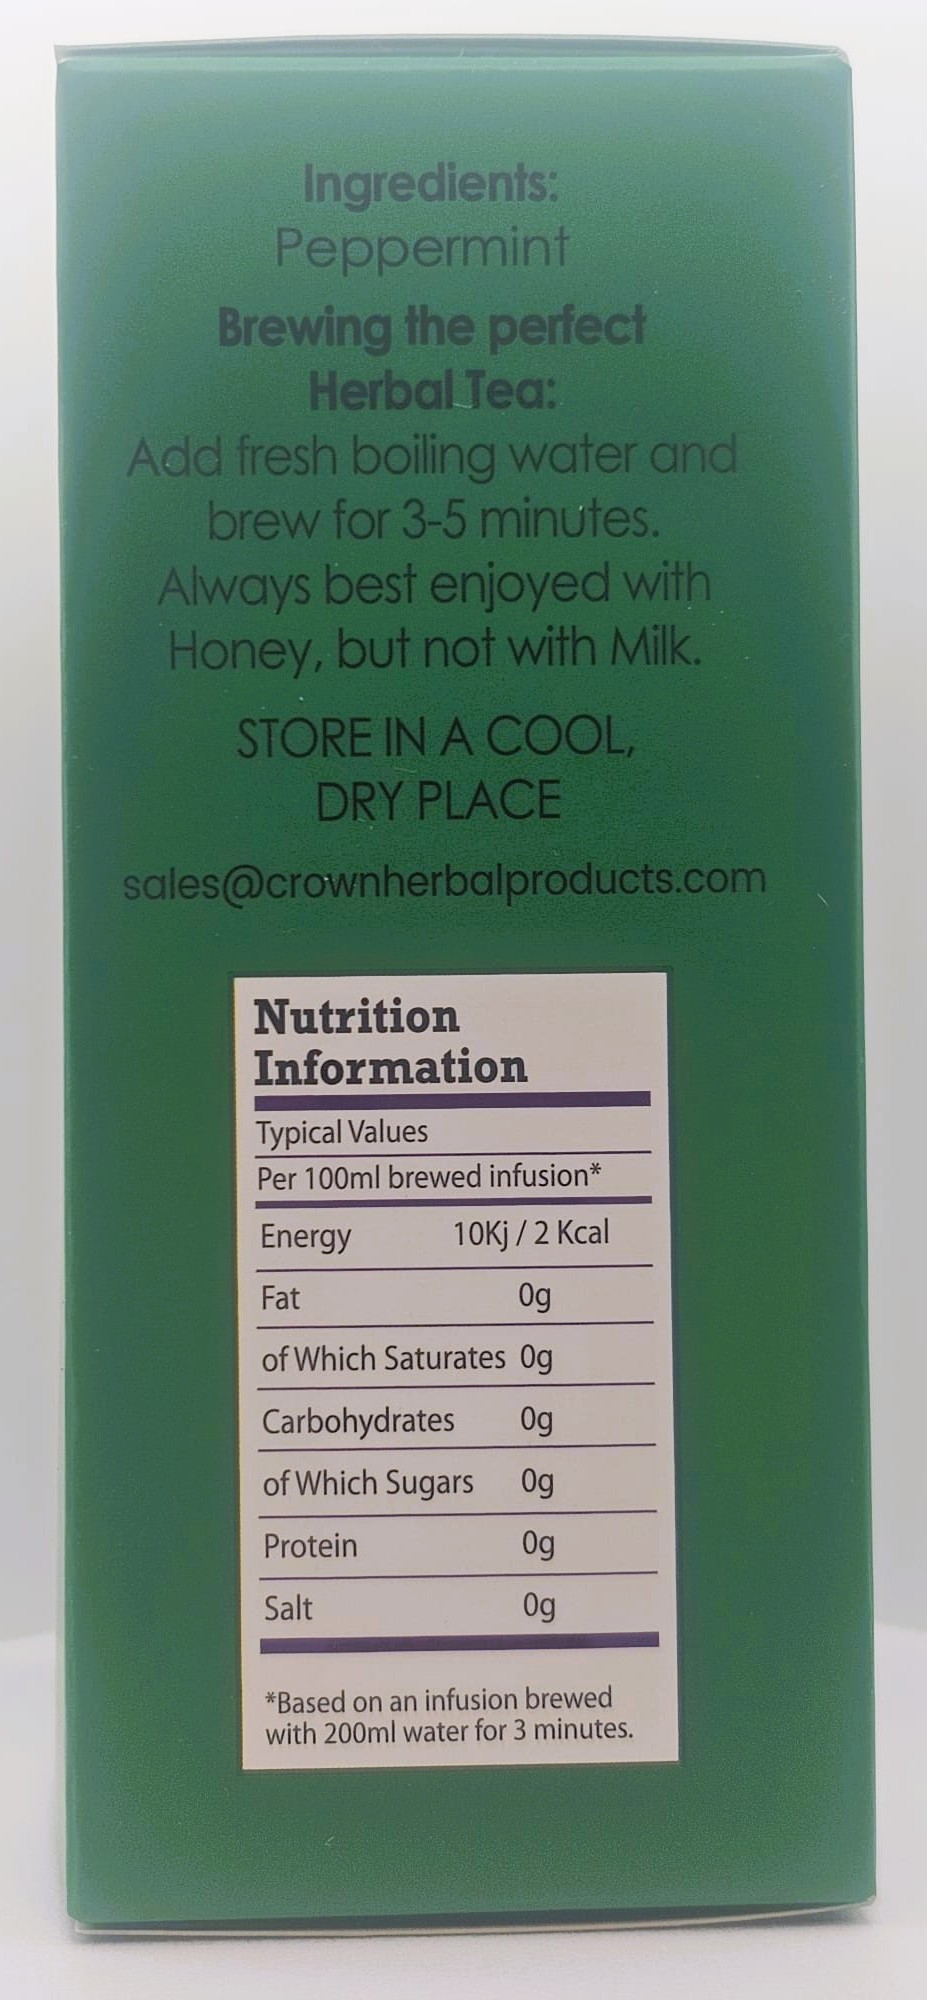 Ingredients:
Peppermint
Brewing the perfect
Herbal Tea:
Add fresh boiling water and
brew for 3-5 minutes.
Always best enjoyed with
Honey, but not with Milk.
STORE IN A COOL,
DRY PLACE
sales@crownherbalproducts.com
Nutrition
Information
Typical Values
Per 100ml brewed infusion*
Energy 10Kj / 2 Kcal
Fat 0g
of Which Saturates 0g
Carbohydrates 0g
of Which Sugars 0g
Protein 0g
Salt 0g
*Based on an infusion brewed
with 200ml water for 3 minutes.